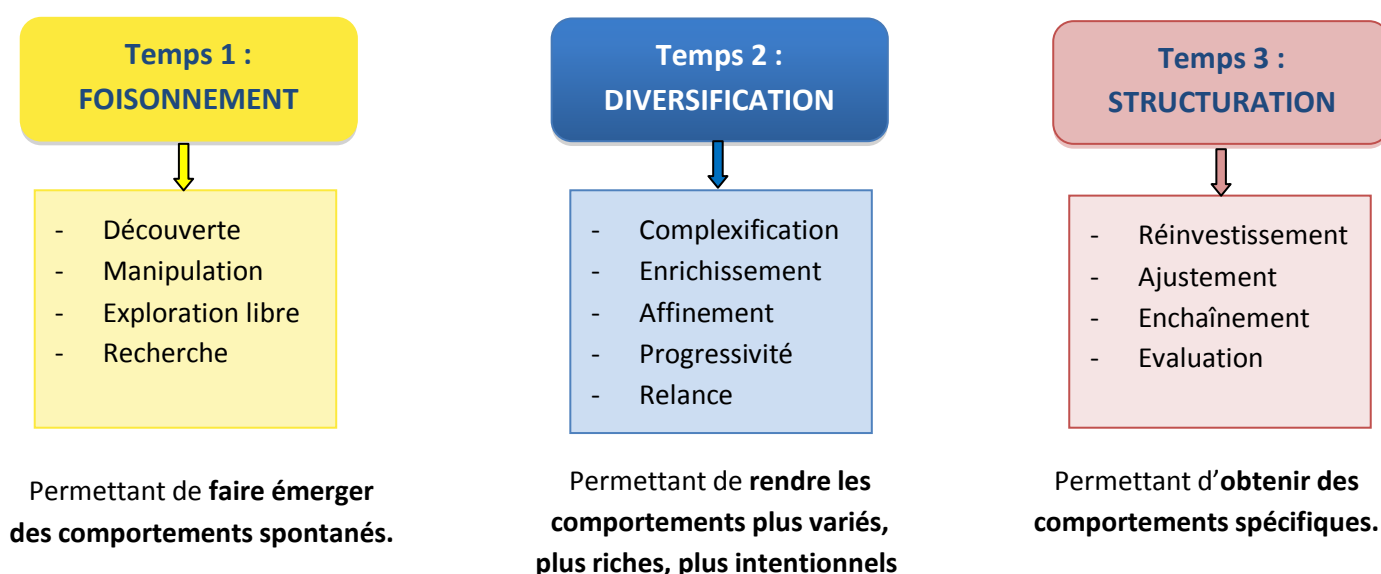 Temps 1 :
FOISONNEMENT
- Découverte
- Manipulation
- Exploration libre
- Recherche
Permettant de faire émerger
des comportements spontanés.
Temps 2 :
DIVERSIFICATION
- Complexification
- Enrichissement
- Affinement
- Progressivité
- Relance
Permettant de rendre les
comportements plus variés,
plus riches, plus intentionnels
Temps 3 :
STRUCTURATION
- Réinvestissement
- Ajustement
- Enchaînement
- Evaluation
Permettant d’obtenir des
comportements spécifiques.